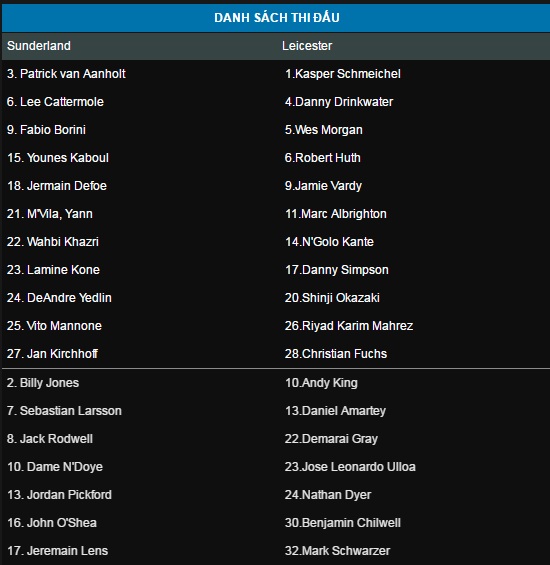 DANH SÁCH THI ĐẤU
Sunderland Leicester
3. Patrick van Aanholt 1.Kasper Schmeichel
6. Lee Cattermole 4.Danny Drinkwater
9. Fabio Borini 5.Wes Morgan
15. Younes Kaboul 6.Robert Huth
18. Jermain Defoe 9.Jamie Vardy
21. M'Vila, Yann 11.Marc Albrighton
22. Wahbi Khazri 14.N'Golo Kante
23. Lamine Kone 17.Danny Simpson
24. DeAndre Yedlin 20.Shinji Okazaki
25. Vito Mannone 26.Riyad Karim Mahrez
27. Jan Kirchhoff 28.Christian Fuchs
2. Billy Jones 10.Andy King
7. Sebastian Larsson 13.Daniel Amartey
8. Jack Rodwell 22.Demarai Gray
10. Dame N'Doye 23.Jose Leonardo Ulloa
13. Jordan Pickford 24.Nathan Dyer
16. John O'Shea 30.Benjamin Chilwell
17. Jeremain Lens 32.Mark Schwarzer